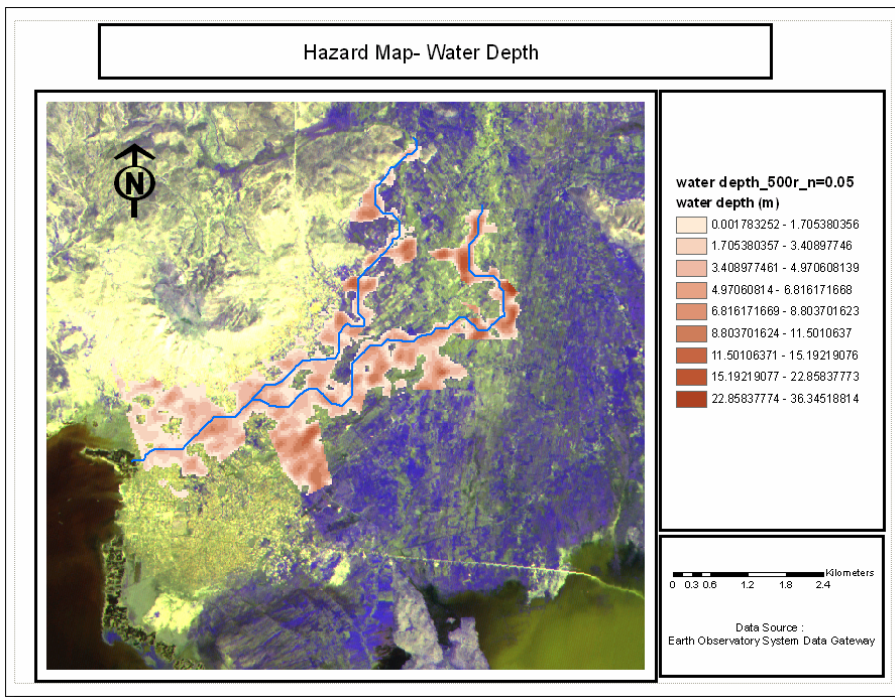 Hazard Map- Water Depth
N
water depth_500r_n=0.05
water depth (m)
0.001783252 - 1.705380356
1.705380357 - 3.40897746
3.408977461 - 4.970608139
4.97060814 - 6.816171668
6.816171669 - 8.803701623
8.803701624 - 11.5010637
11.50106371 - 15.19219076
15.19219077 - 22.85837773
22.85837774 - 36.34518814
Kilometers
0 0.3 0.6 1.2 1.8 2.4
Data Source :
Earth Observatory System Data Gateway